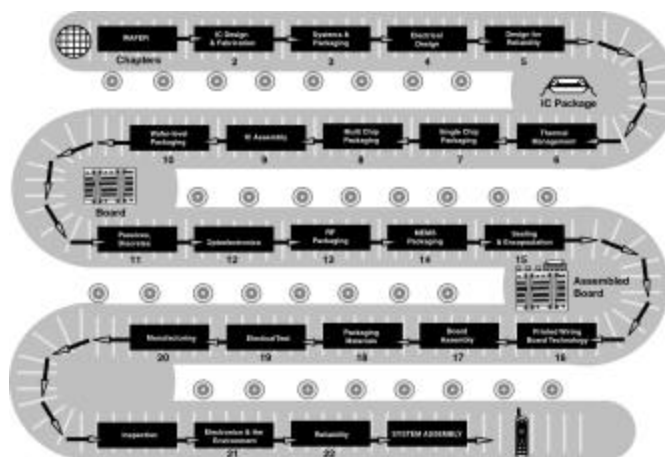 WAFER
IC Design
& Fabrication
Systems &
Packaging
Electrical
Design
Design for
Reliability
Chapters
2
3
4
5
IC Package
Wafer-level
Packaging
IC Assembly
Multi Chip
Packaging
Single Chip
Packaging
Thermal
Management
10
9
8
7
6
Board
Passives,
Discretes
Optoelectronics
RF
Packaging
MEMS
Packaging
Sealing
& Encapsulation
11
12
13
14
15
Assembled
Board
Manufacturing
Electrical Test
Packaging
Materials
Board
Assembly
Printed Wiring
Board Technology
20
19
18
17
16
Inspection
Electronics & the
Environment
Reliability
SYSTEM ASSEMBLY
21
22